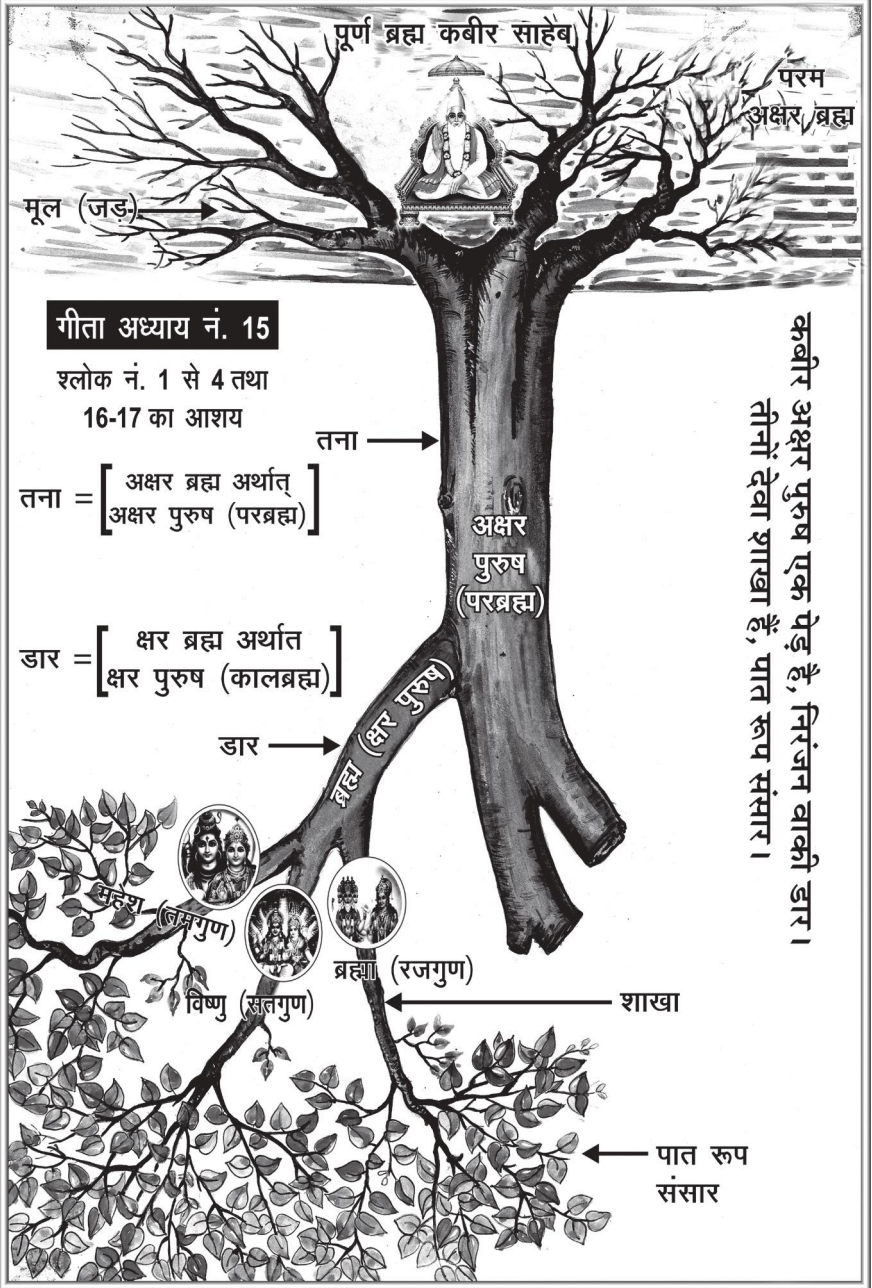 पूर्ण ब्रह्म कबीर साहेब
परम
अक्षर ब्रह्म
मूल (जड़)
गीता अध्याय नं. 15
श्लोक नं. 1 से 4 तथा
16-17 का आशय
तना
तना = [अक्षर ब्रह्म अर्थात्
अक्षर पुरुष (परब्रह्म)]
अक्षर
पुरुष
(परब्रह्म)
डार = [क्षर ब्रह्म अर्थात
क्षर पुरुष (कालब्रह्म)]
डार
ब्रह्म (क्षर पुरुष)
कबीर अक्षर पुरुष एक पेड़ है, निरंजन वाकी डार।
तीनों देवा शाखा हैं, पात रूप संसार।
महेश (तमगुण)
विष्णु (सतगुण)
ब्रह्मा (रजगुण)
शाखा
पात रूप
संसार